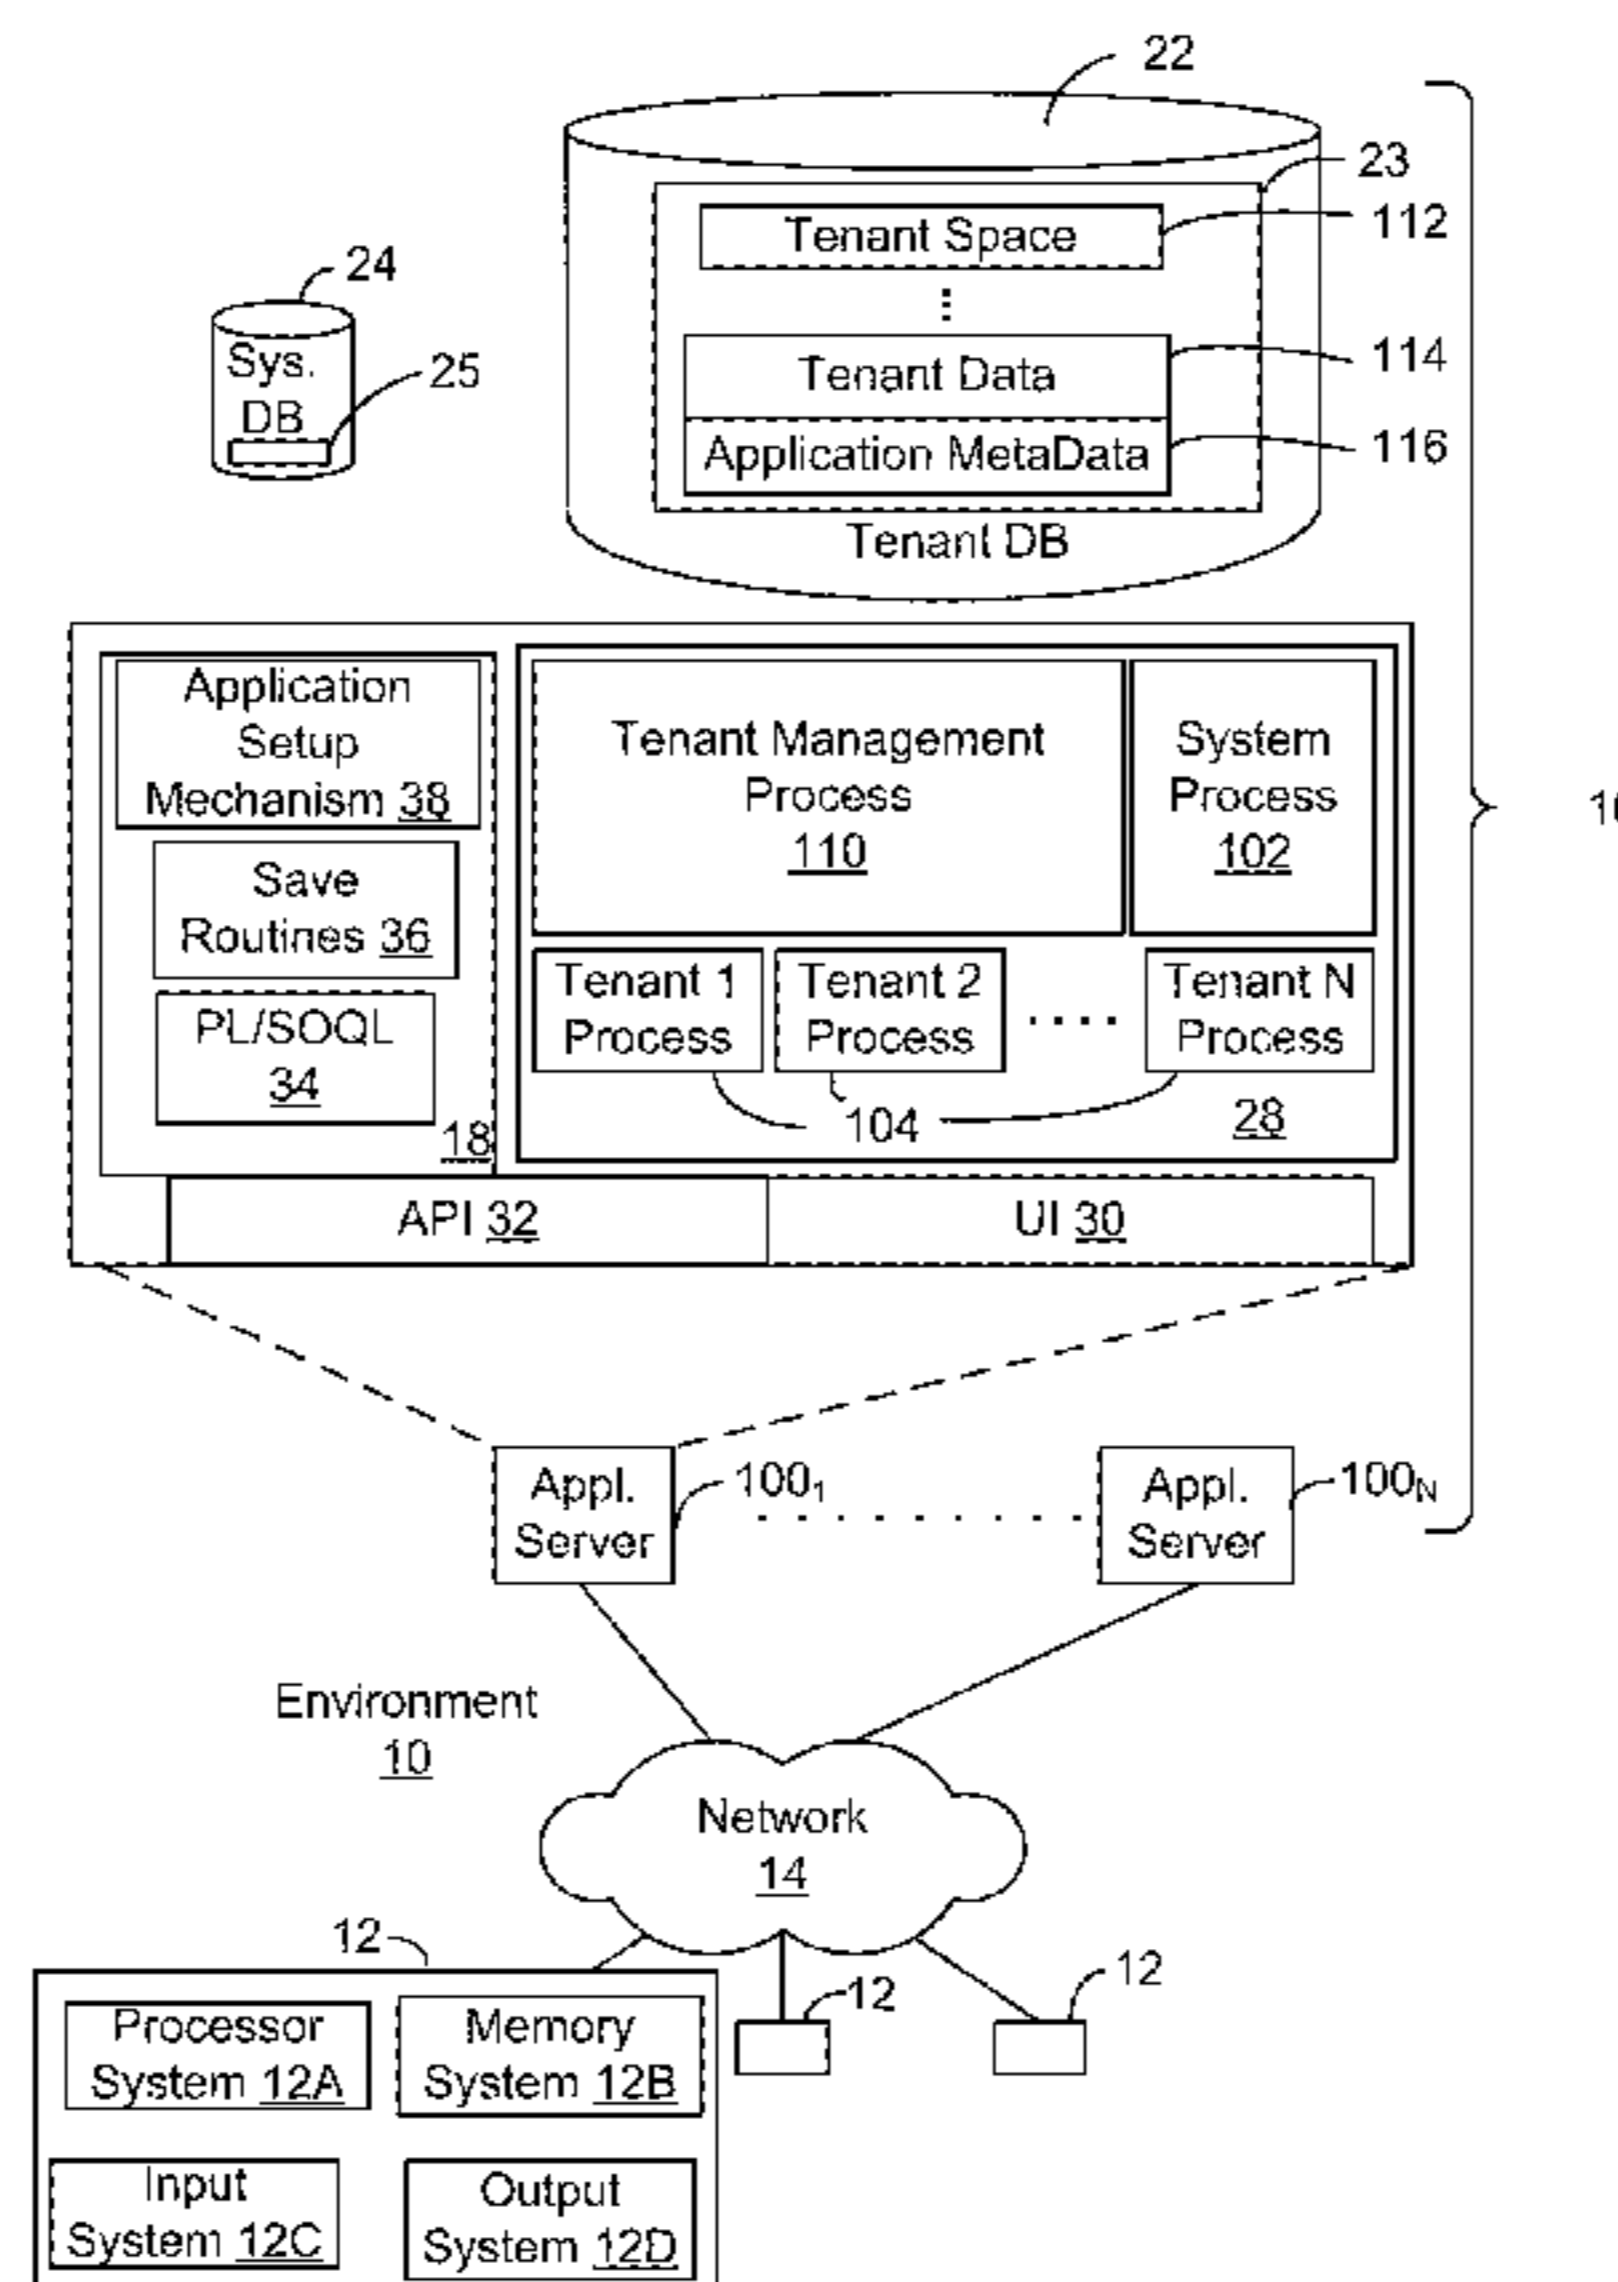 22
23
Tenant Space
112
24
Tenant Data
114
Sys.
DB
25
Application MetaData
116
Tenant DB
Application
Setup
Mechanism 38
Tenant Management
Process
110
System
Process
102
Save
Routines 36
Tenant 1
Process
Tenant 2
Process
Tenant N
Process
PL/SOQL
34
104
28
18
API 32
UI 30
Appl.
Server
100₁
Appl.
Server
100N
Environment
10
Network
14
12
12
12
Processor
System 12A
Memory
System 12B
Input
System 12C
Output
System 12D